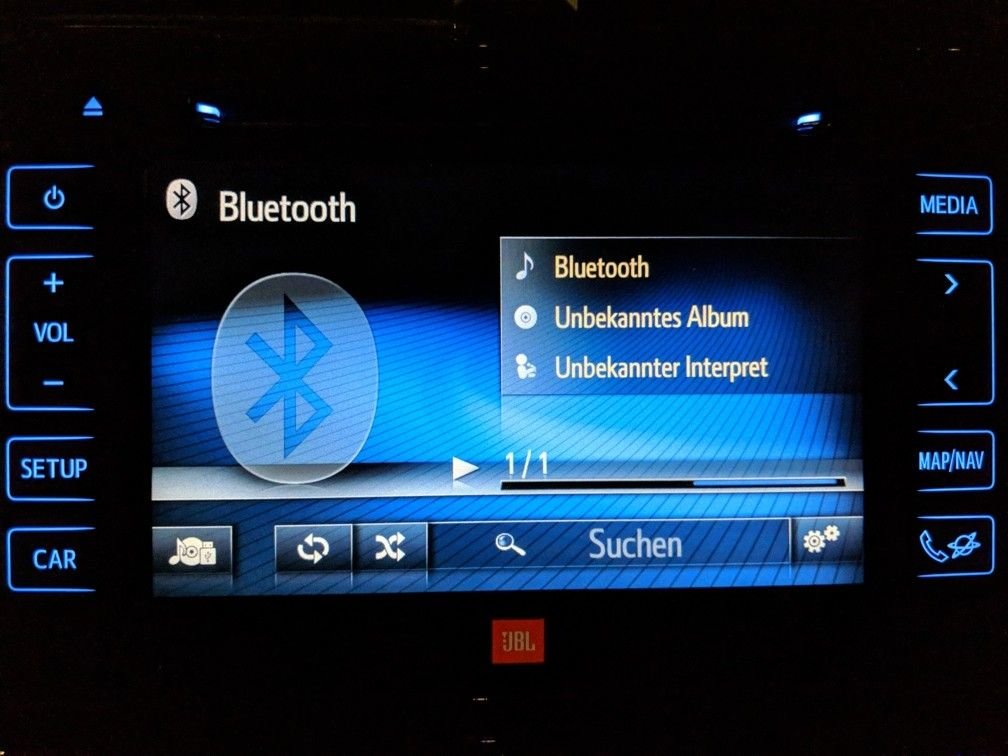 Bluetooth
MEDIA
Bluetooth
VOL
Unbekanntes Album
Unbekannter Interpret
SETUP
1/1
MAP/NAV
CAR
Suchen
JBL